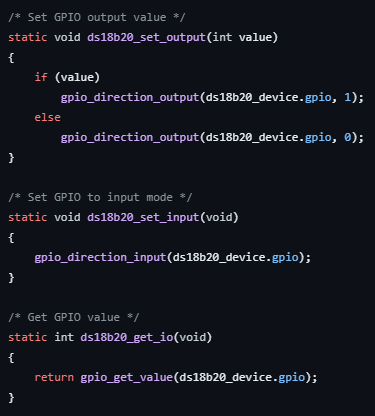 /* Set GPIO output value */
static void ds18b20_set_output(int value)
{
    if (value)
        gpio_direction_output(ds18b20_device.gpio, 1);
    else
        gpio_direction_output(ds18b20_device.gpio, 0);
}

/* Set GPIO to input mode */
static void ds18b20_set_input(void)
{
    gpio_direction_input(ds18b20_device.gpio);
}

/* Get GPIO value */
static int ds18b20_get_io(void)
{
    return gpio_get_value(ds18b20_device.gpio);
}